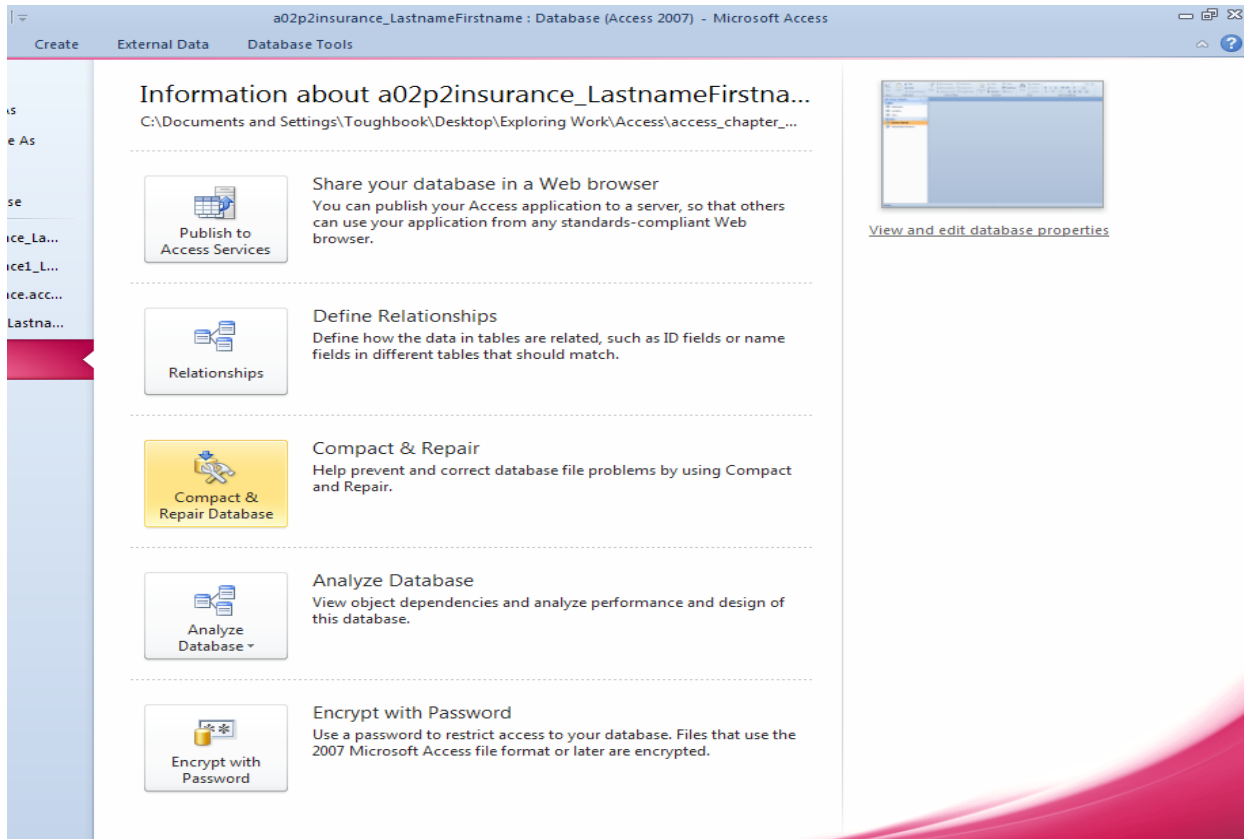 a02p2insurance_LastnameFirstname : Database (Access 2007) - Microsoft Access
Create External Data Database Tools
As
e As
se
nce_La...
nce1_L...
nce.acc...
Lastna...
Information about a02p2insurance_LastnameFirstna...
C:\Documents and Settings\Toughbook\Desktop\Exploring Work\Access\access_chapter_...
Publish to
Access Services
Share your database in a Web browser
You can publish your Access application to a server, so that others
can use your application from any standards-compliant Web
browser.
Relationships
Define Relationships
Define how the data in tables are related, such as ID fields or name
fields in different tables that should match.
Compact &
Repair Database
Compact & Repair
Help prevent and correct database file problems by using Compact
and Repair.
Analyze
Database
Analyze Database
View object dependencies and analyze performance and design of
this database.
Encrypt with
Password
Encrypt with Password
Use a password to restrict access to your database. Files that use the
2007 Microsoft Access file format or later are encrypted.
View and edit database properties